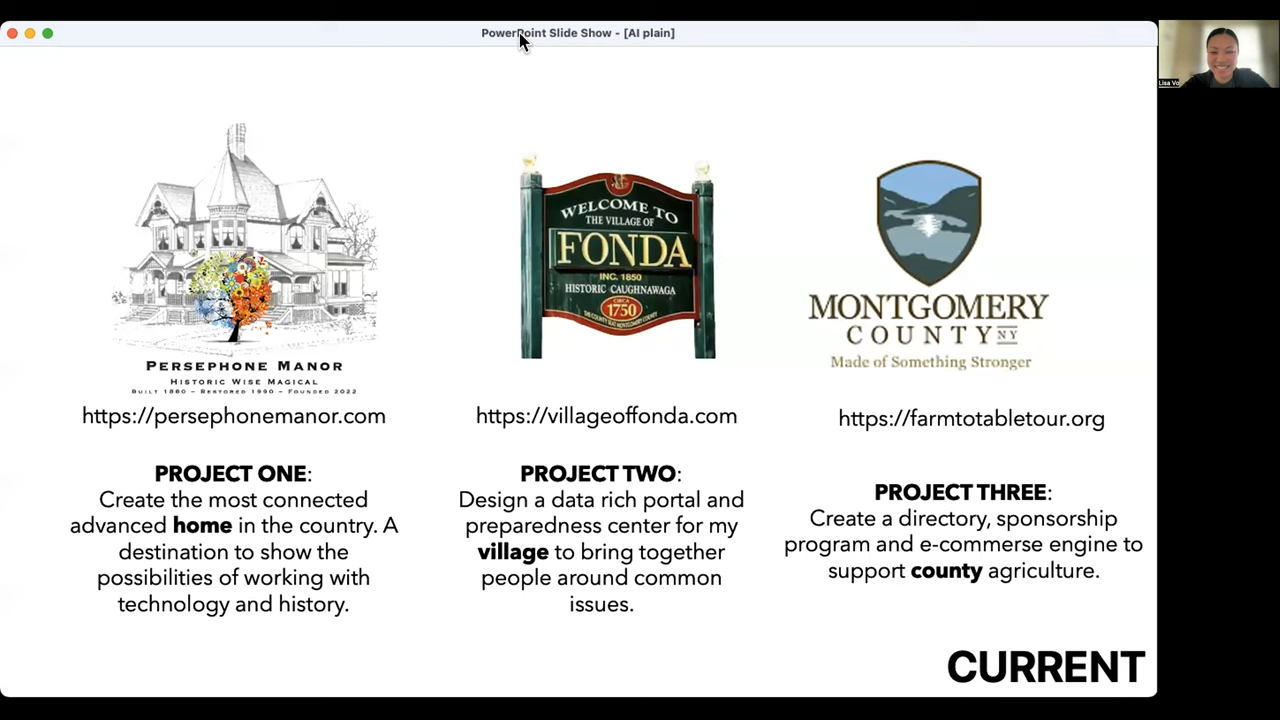 PowerPoint Slide Show - [AI plain]
Lisa Vo
WELCOME TO
THE VILLAGE OF
FONDA
INC. 1850
HISTORIC CAUGHNAWAGA
CIRCA
1750
PERSEPHONE MANOR
HISTORIC WISE MAGICAL
BUILT 1880 – RESTORED 1990 – FOUNDED 2022
MONTGOMERY
COUNTY NY
Made of Something Stronger
https://persephonemanor.com
https://villageoffonda.com
https://farmtotabletour.org
PROJECT ONE:
Create the most connected
advanced home in the country. A
destination to show the
possibilities of working with
technology and history.
PROJECT TWO:
Design a data rich portal and
preparedness center for my
village to bring together
people around common
issues.
PROJECT THREE:
Create a directory, sponsorship
program and e-commerse engine to
support county agriculture.
CURRENT